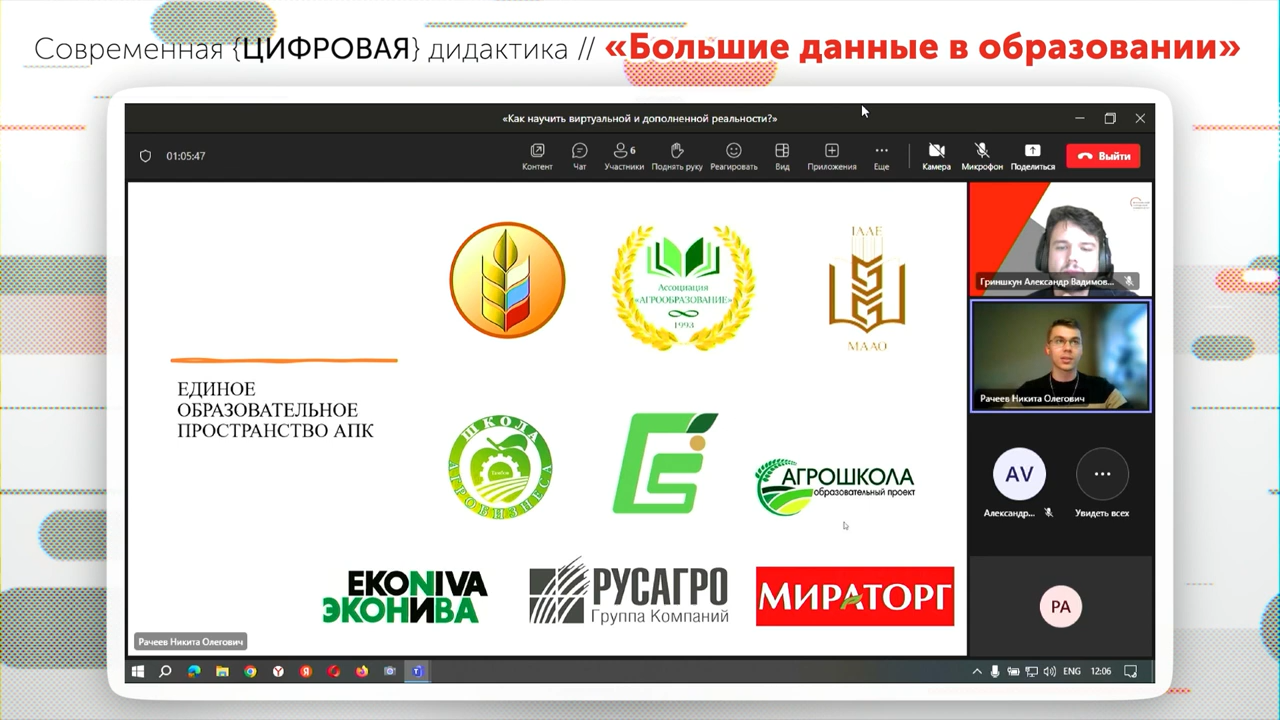 Современная {ЦИФРОВАЯ} дидактика // «Большие данные в образовании»
«Как научить виртуальной и дополненной реальности?»
01:05:47
Контент
Чат
6
Участники
Поднять руку
Реагировать
Вид
Приложения
Еще
Камера
Микрофон
Поделиться
Выйти
ЕДИНОЕ
ОБРАЗОВАТЕЛЬНОЕ
ПРОСТРАНСТВО АПК
Ассоциация
«АГРООБРАЗОВАНИЕ»
1993
IAAE
МААО
ШКОЛА
АГРОБИЗНЕСА
АГРОШКОЛА
образовательный проект
EKONIVA
ЭКОНИВА
РУСАГРО
Группа Компаний
МИРАТОРГ
Рачеев Никита Олегович
Гриншкун Александр Вадимов...
Рачеев Никита Олегович
AV
Александр...
Увидеть всех
РА
ENG
12:06